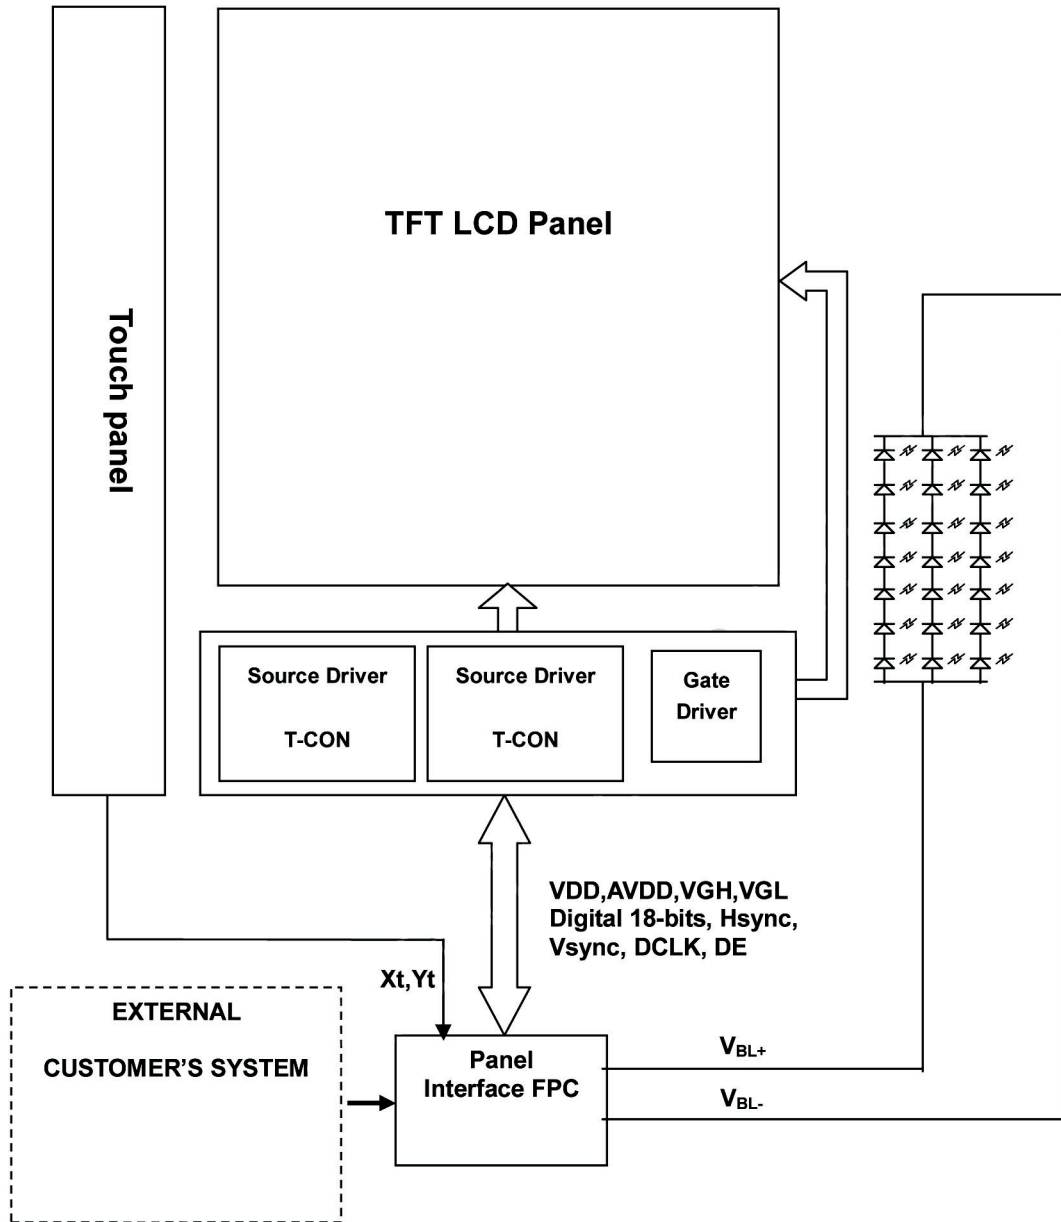 TFT LCD Panel
Touch panel
Source Driver
T-CON
Source Driver
T-CON
Gate
Driver
VDD,AVDD,VGH,VGL
Digital 18-bits, Hsync,
Vsync, DCLK, DE
Xt,Yt
EXTERNAL
CUSTOMER'S SYSTEM
Panel
Interface FPC
VBL+
VBL-